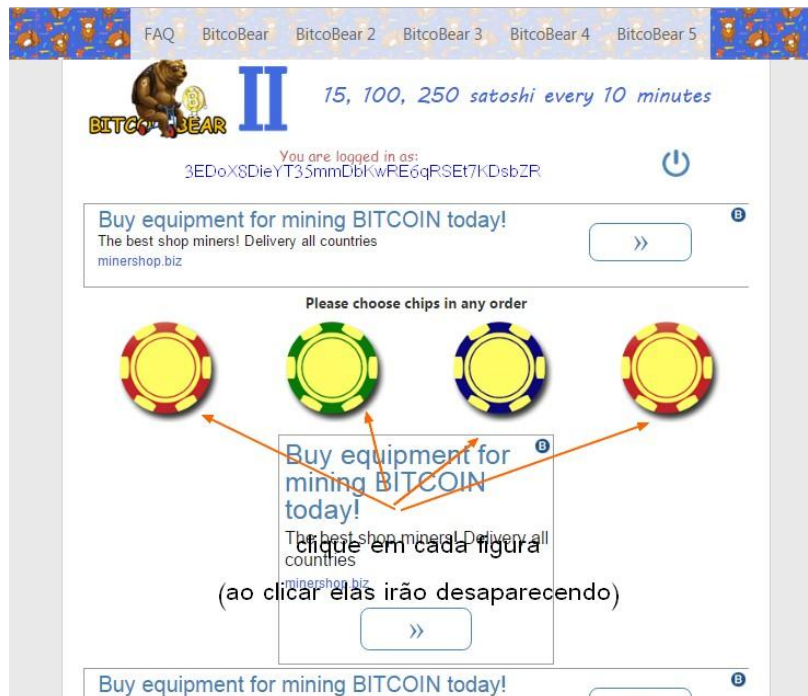 FAQ BitcoBear BitcoBear 2 BitcoBear 3 BitcoBear 4 BitcoBear 5
BITCOBEAR
II
15, 100, 250 satoshi every 10 minutes
You are logged in as:
3EDoX8DieYT35mmDbKwRE6qRSEt7KDsbZR
Buy equipment for mining BITCOIN today!
The best shop miners! Delivery all countries
minershop.biz
»
B
Please choose chips in any order
Buy equipment for
mining BITCOIN
today!
B
The best shop miners! Delivery all
countries
clique em cada figura
minershop.biz
(ao clicar elas irão desaparecendo)
»
Buy equipment for mining BITCOIN today!
B